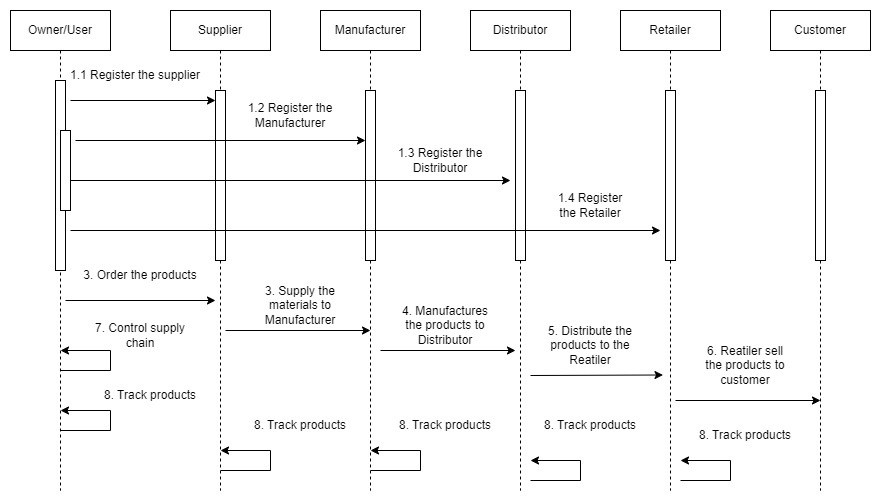 Owner/User
Supplier
Manufacturer
Distributor
Retailer
Customer
1.1 Register the supplier
1.2 Register the
Manufacturer
1.3 Register the
Distributor
1.4 Register
the Retailer
3. Order the products
3. Supply the
materials to
Manufacturer
4. Manufactures
the products to
Distributor
5. Distribute the
products to the
Reatiler
6. Reatiler sell
the products to
customer
7. Control supply
chain
8. Track products
8. Track products
8. Track products
8. Track products
8. Track products